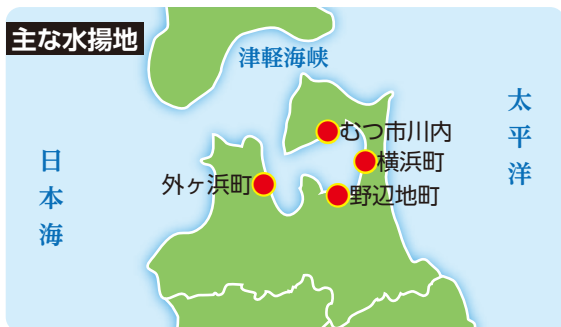 主な水揚地
津軽海峡
太平洋
日本海
むつ市川内
横浜町
外ヶ浜町
野辺地町